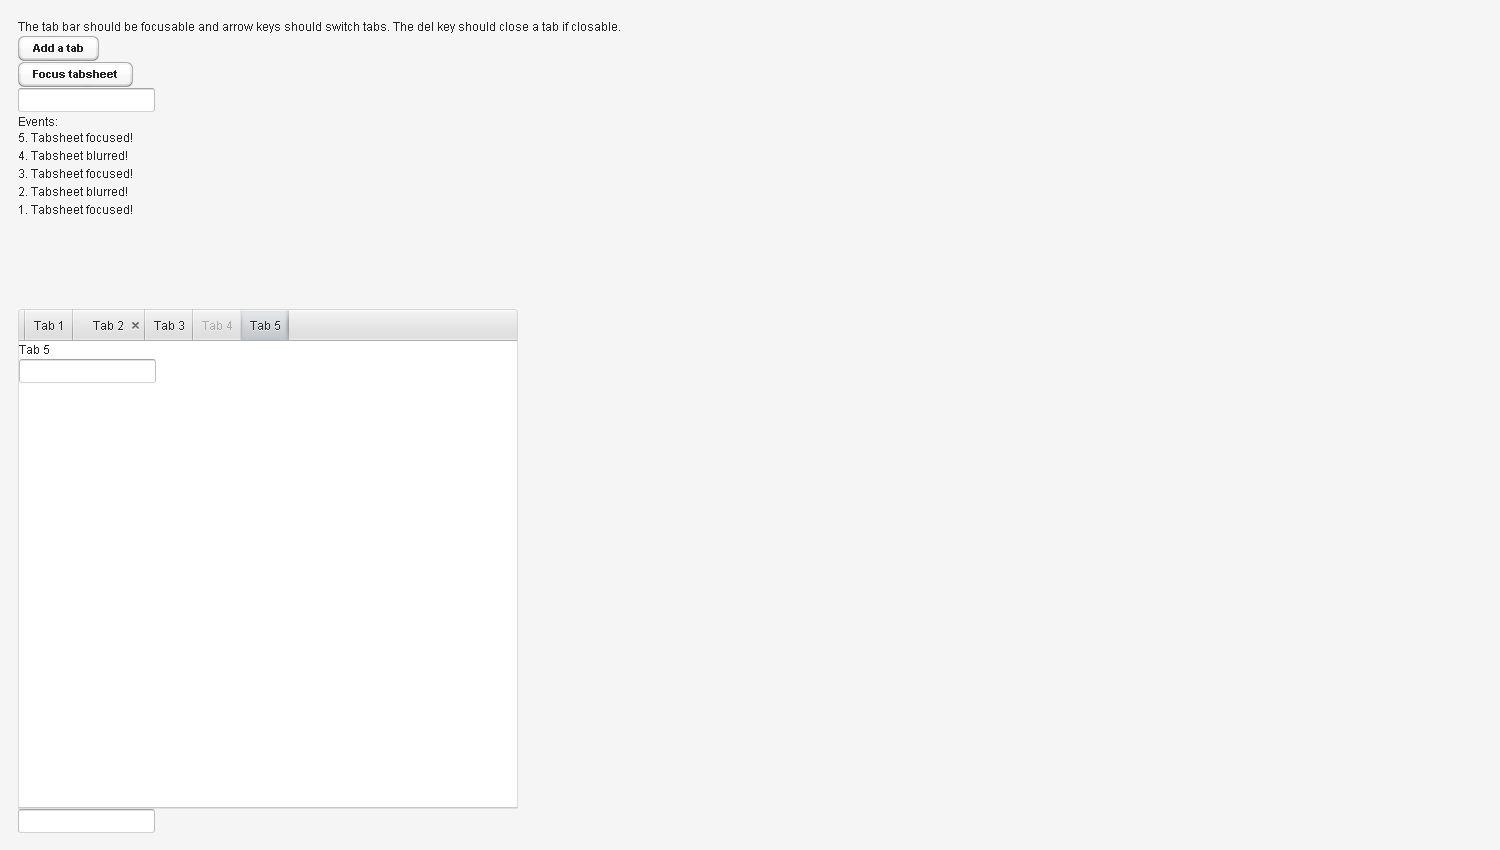 The tab bar should be focusable and arrow keys should switch tabs. The del key should close a tab if closable.
Add a tab
Focus tabsheet
Events:
5. Tabsheet focused!
4. Tabsheet blurred!
3. Tabsheet focused!
2. Tabsheet blurred!
1. Tabsheet focused!
Tab 1 Tab 2 × Tab 3 Tab 4 Tab 5
Tab 5